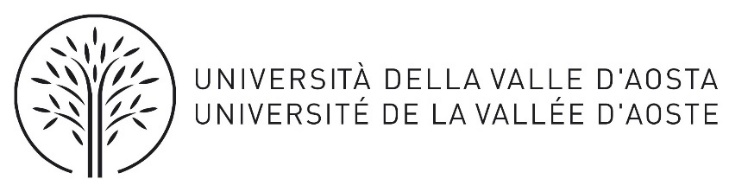 UNIVERSITÀ DELLA VALLE D'AOSTA
UNIVERSITÉ DE LA VALLÉE D'AOSTE